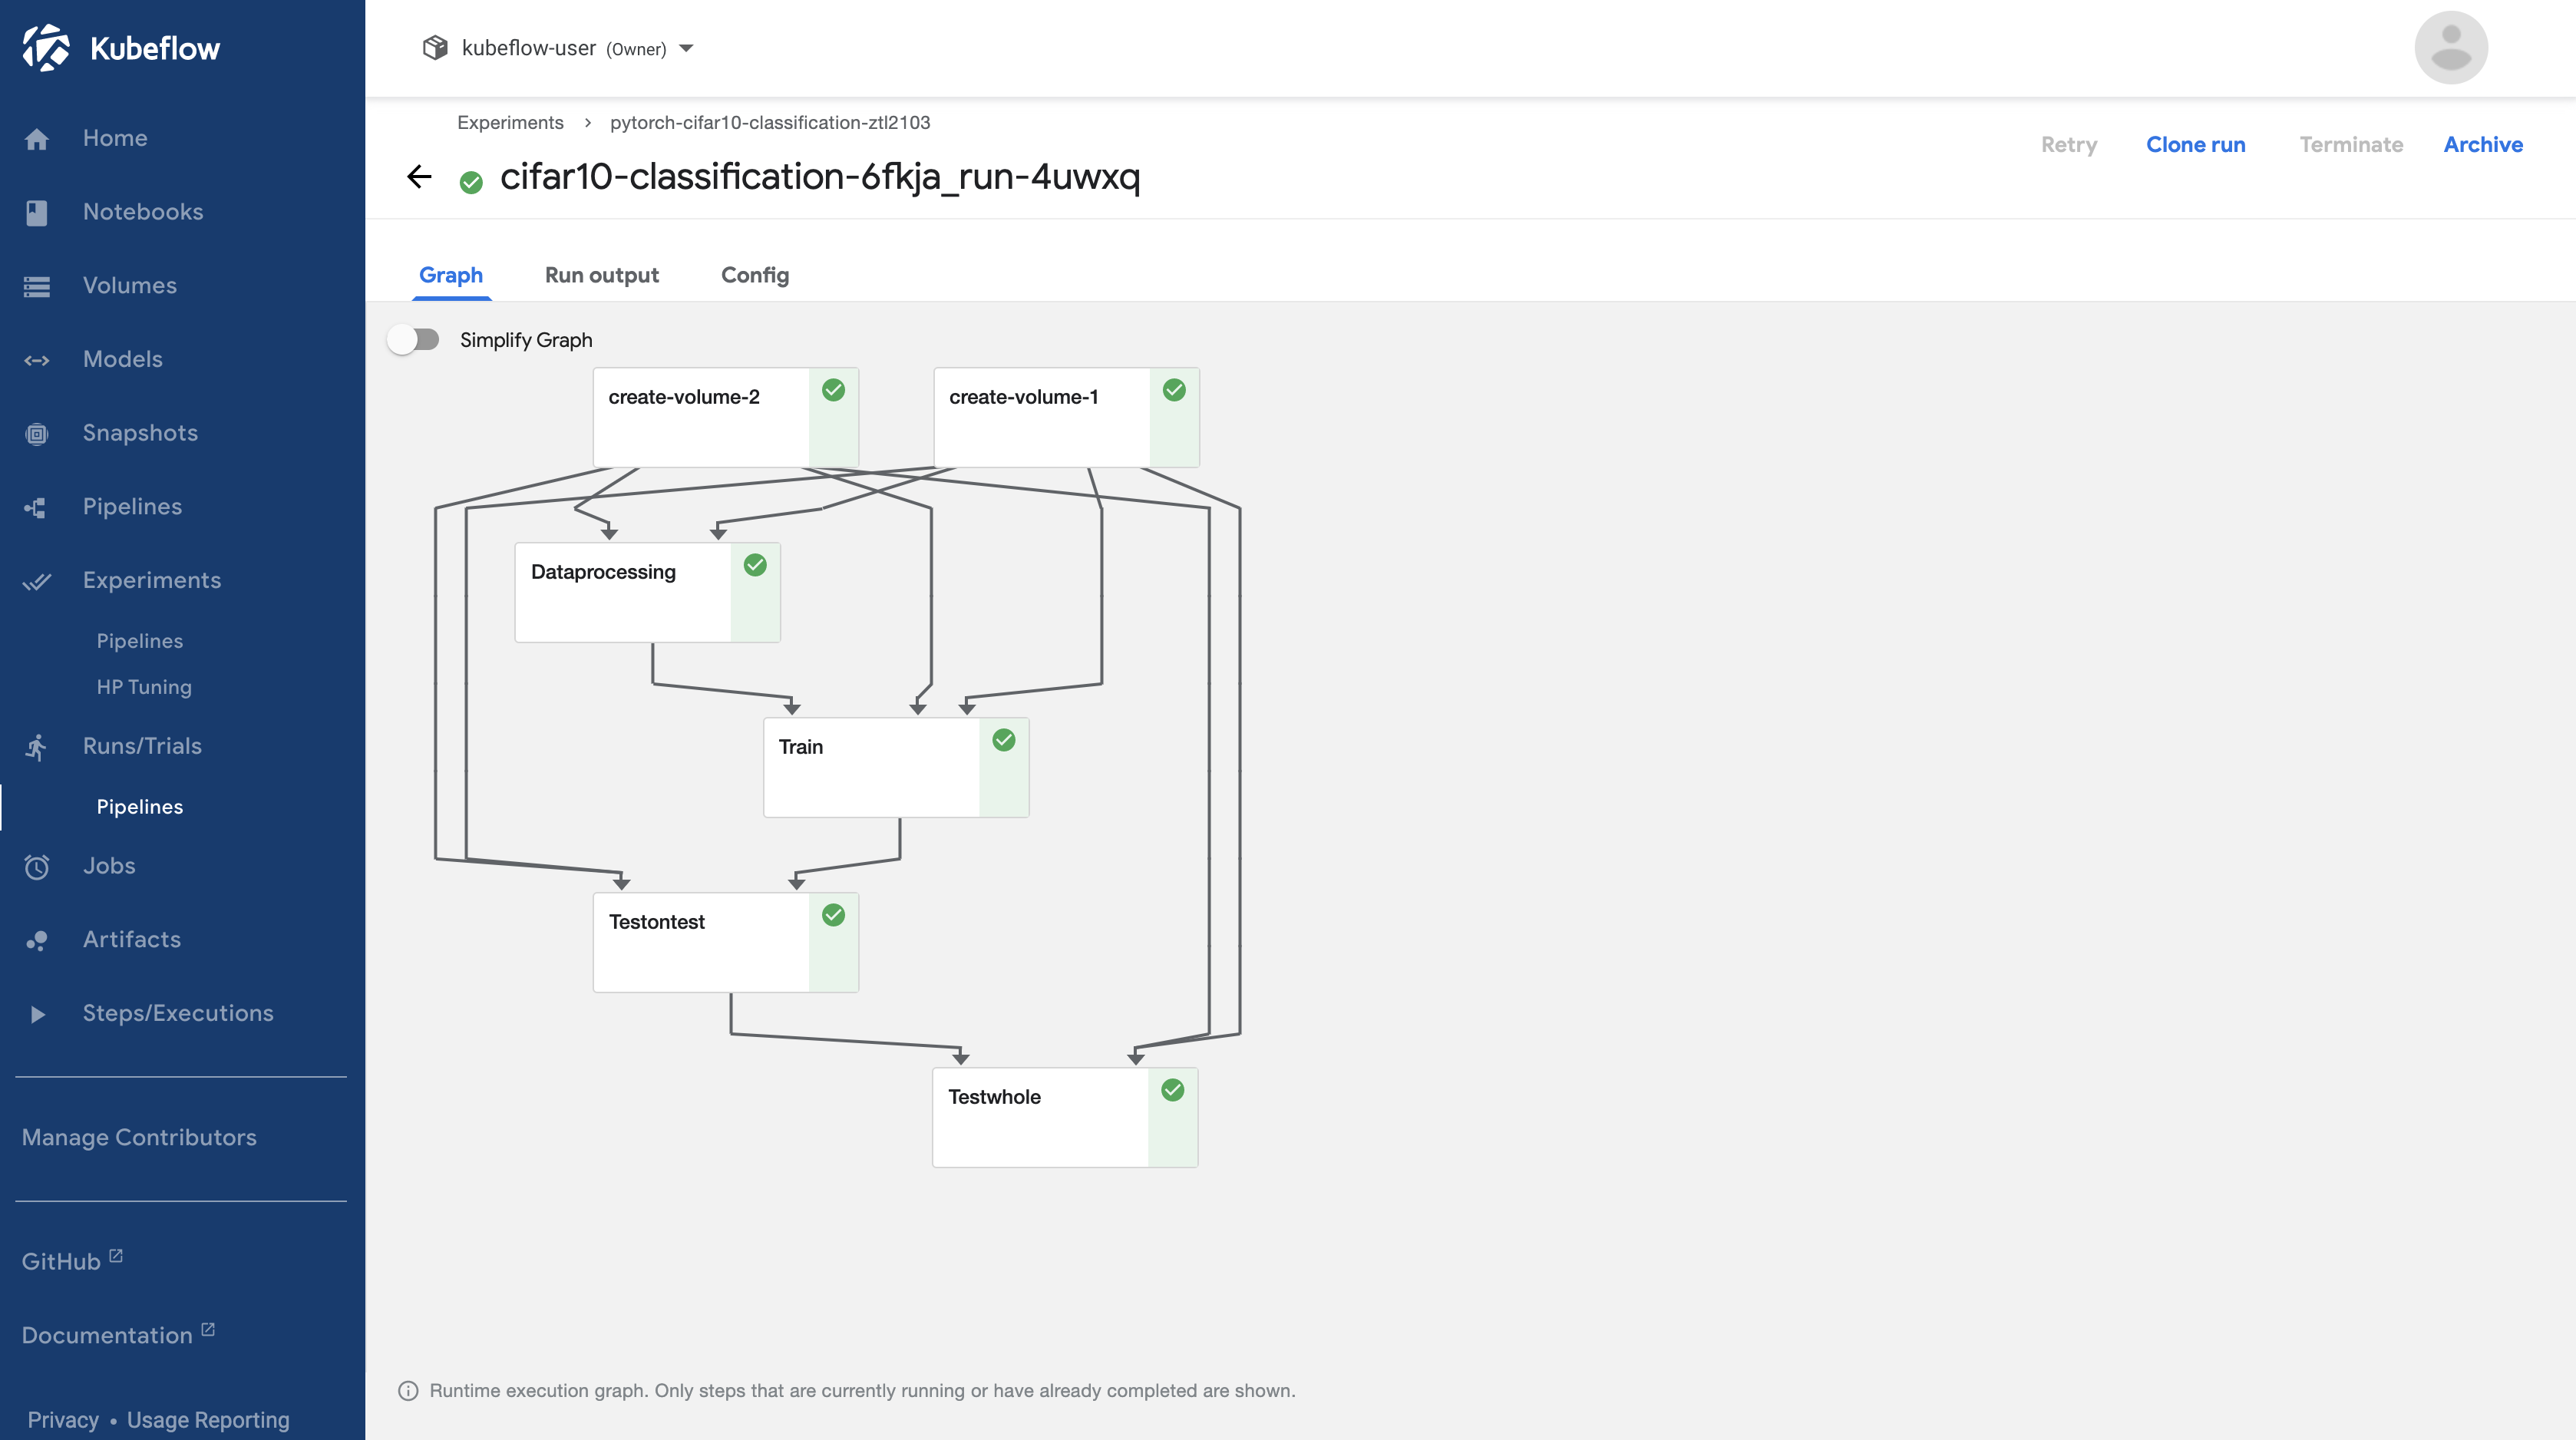 Kubeflow
Home
Notebooks
Volumes
Models
Snapshots
Pipelines
Experiments
Pipelines
HP Tuning
Runs/Trials
Pipelines
Jobs
Artifacts
Steps/Executions
Manage Contributors
GitHub
Documentation
Privacy • Usage Reporting
kubeflow-user (Owner)
Experiments > pytorch-cifar10-classification-ztl2103
cifar10-classification-6fkja_run-4uwxq
Retry Clone run Terminate Archive
Graph Run output Config
Simplify Graph
create-volume-2 create-volume-1
Dataprocessing
Train
Testontest
Testwhole
Runtime execution graph. Only steps that are currently running or have already completed are shown.